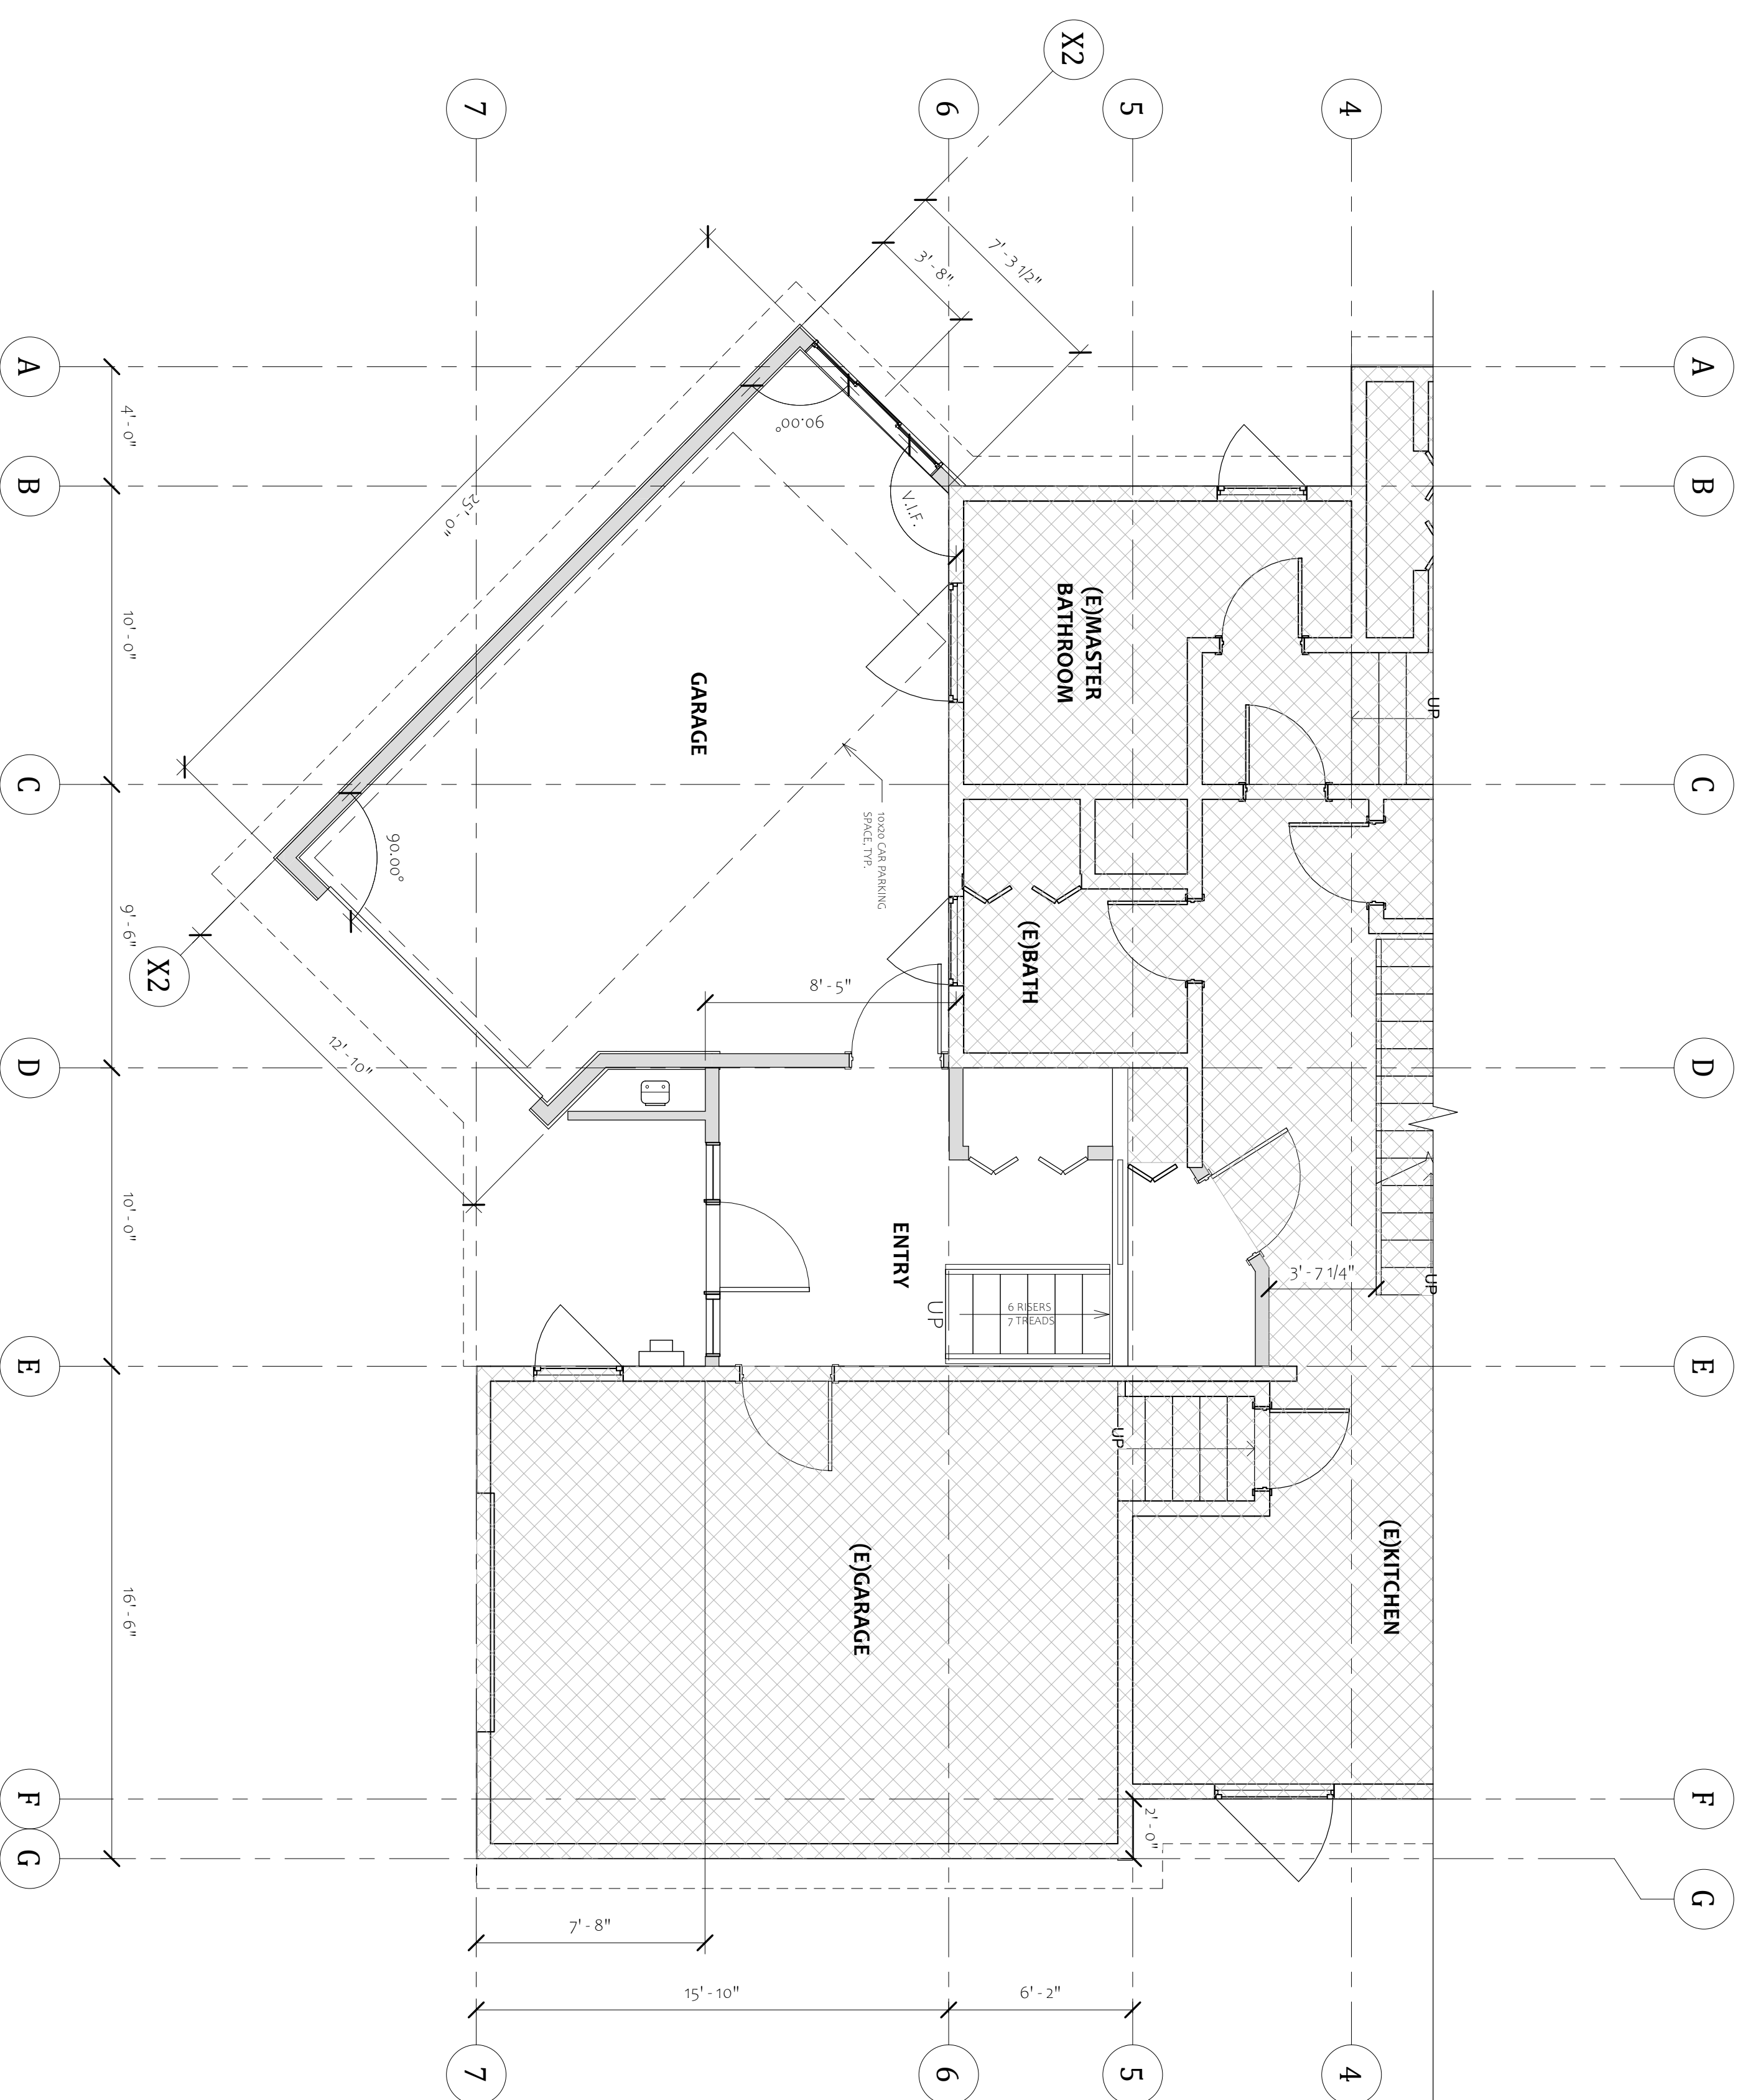 X2
7
6
5
4
7'-3 1/2"
3'-8"
A
A
4'-0"
90.00°
B
B
V.I.F.
25'-0"
10'-0"
(E)MASTER
BATHROOM
GARAGE
UP
C
C
10X20 CAR PARKING
SPACE, TYP.
90.00°
9'-6"
(E)BATH
X2
8'-5"
12'-10"
D
D
10'-0"
ENTRY
3'-7 1/4"
UP
6 RISERS
7 TREADS
UP
E
E
UP
(E)KITCHEN
(E)GARAGE
16'-6"
F
F
2'-0"
G
G
7'-8"
15'-10"
6'-2"
7
6
5
4